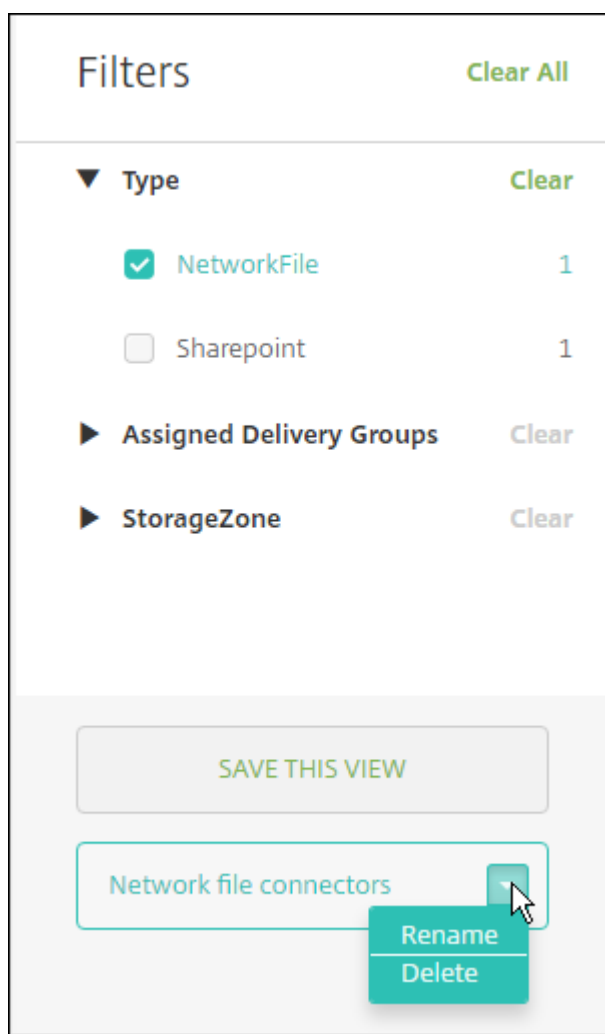 Filters Clear All
Type Clear
NetworkFile 1
Sharepoint 1
Assigned Delivery Groups Clear
StorageZone Clear
SAVE THIS VIEW
Network file connectors
Rename
Delete